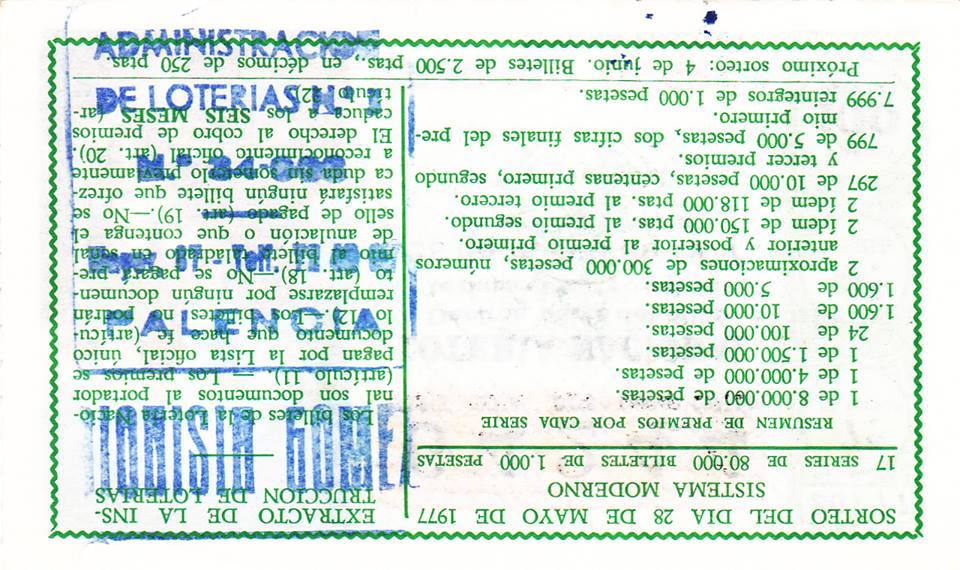 SORTEO DEL DIA 28 DE MAYO DE 1977
SISTEMA MODERNO
17 SERIES DE 80.000 BILLETES DE 1.000 PESETAS
RESUMEN DE PREMIOS POR CADA SERIE
1 de 8.000.000 de pesetas.
1 de 4.000.000 de pesetas.
1 de 1.500.000 pesetas.
24 de 100.000 pesetas.
1.600 de 10.000 pesetas.
1.600 de 5.000 pesetas.
2 aproximaciones de 300.000 pesetas, números
anterior y posterior al premio primero.
2 ídem de 150.000 ptas. al premio segundo.
2 ídem de 118.000 ptas. al premio tercero.
297 de 10.000 pesetas, centenas primero, segundo
y tercer premios.
799 de 5.000 pesetas, dos cifras finales del pre-
mio primero.
7.999 reintegros de 1.000 pesetas.
EXTRACTO DE LA INS-
TRUCCION DE LOTERIAS
Los billetes de la Lotería Nacio-
nal son documentos al portador
(artículo 11). — Los premios se
pagan por la Lista oficial, único
documento que hace fe (artícu-
lo 12).—Los billetes no podrán
remplazarse por ningún documen-
to (art. 18).—No se pagará pre-
mio al billete taladrado en señal
de anulación o que contenga el
sello de pagado (art. 19).—No se
satisfará ningún billete que ofrez-
ca duda sin someterlo previamente
a reconocimiento oficial (art. 20).
El derecho al cobro de premios
caduca a los SEIS MESES (ar-
tículo 22).
Próximo sorteo: 4 de junio. Billetes de 2.500 ptas., en décimos de 250 ptas.
ADMINISTRACION
DE LOTERIAS N.º
PALENCIA